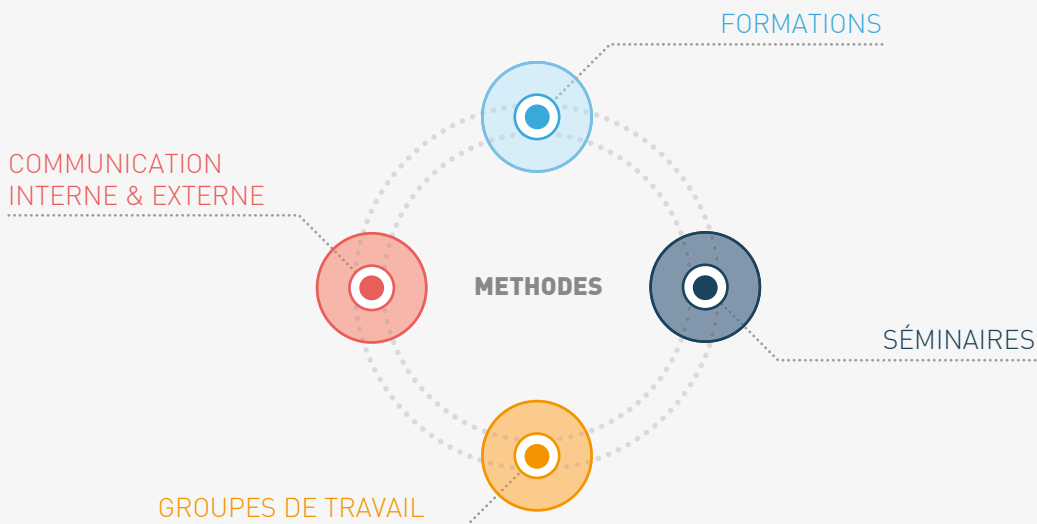 FORMATIONS
COMMUNICATION
INTERNE & EXTERNE
METHODES
SÉMINAIRES
GROUPES DE TRAVAIL